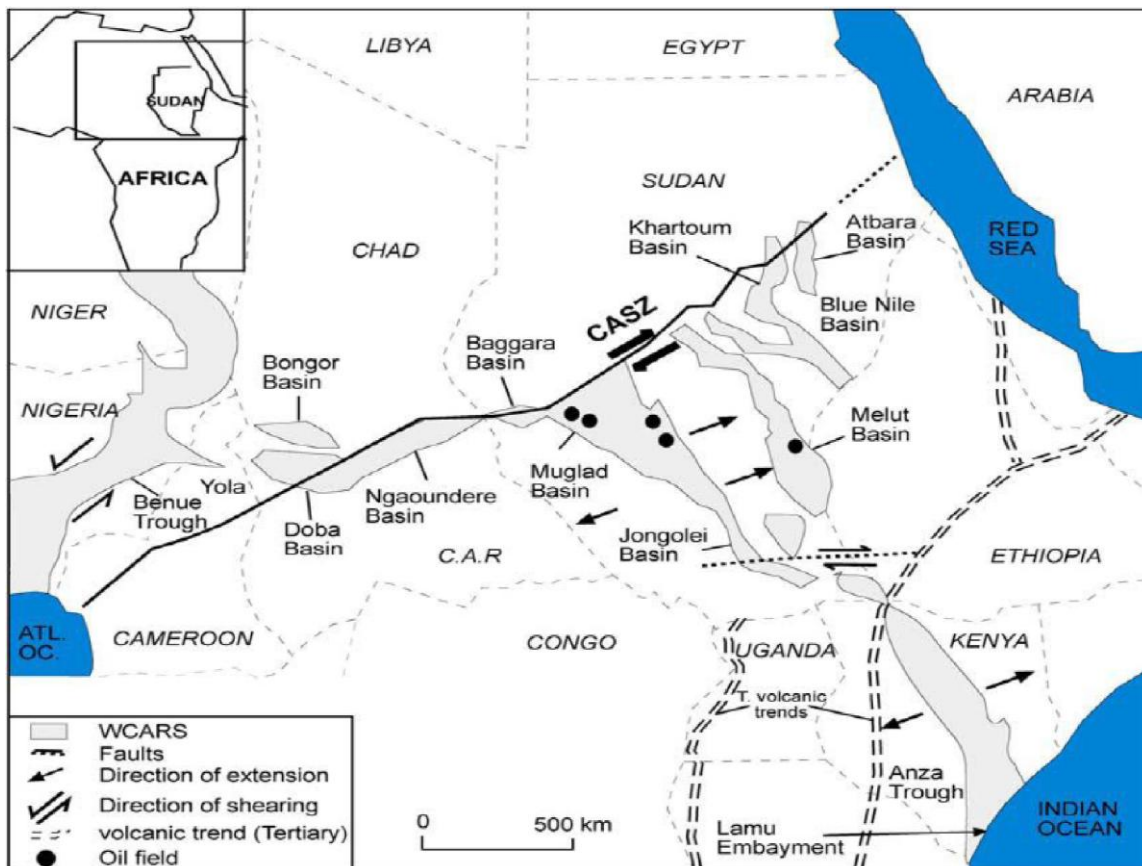 LIBYA
EGYPT
ARABIA
SUDAN
AFRICA
SUDAN
Khartoum
Basin
Atbara
Basin
RED
SEA
CHAD
NIGER
CASZ
Blue Nile
Basin
Baggara
Basin
Bongor
Basin
NIGERIA
Melut
Basin
Muglad
Basin
Yola
Benue
Trough
Ngaoundere
Basin
Doba
Basin
Jongolei
Basin
C.A.R
ETHIOPIA
ATL.
OC.
CAMEROON
CONGO
UGANDA
KENYA
T. volcanic
trends
Anza
Trough
Lamu
Embayment
INDIAN
OCEAN
WCARS
Faults
Direction of extension
Direction of shearing
volcanic trend (Tertiary)
Oil field
0
500 km